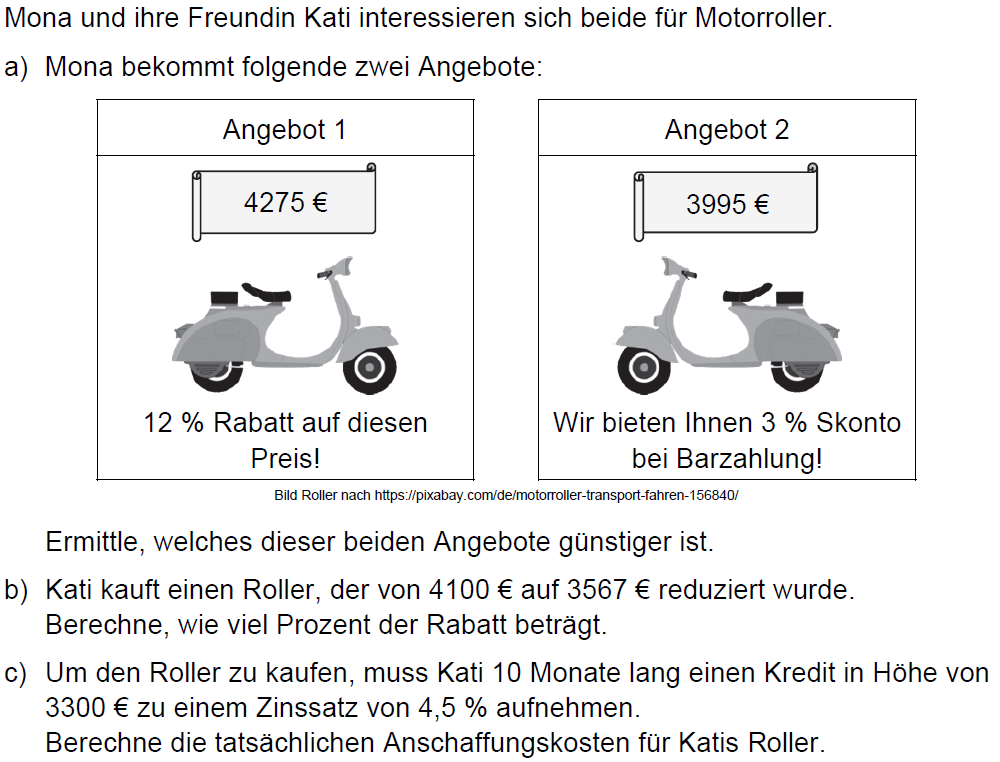 Mona und ihre Freundin Kati interessieren sich beide für Motorroller.
a) Mona bekommt folgende zwei Angebote:
Angebot 1
4275 €
12 % Rabatt auf diesen
Preis!
Angebot 2
3995 €
Wir bieten Ihnen 3 % Skonto
bei Barzahlung!
Bild Roller nach https://pixabay.com/de/motorroller-transport-fahren-156840/
Ermittle, welches dieser beiden Angebote günstiger ist.
b) Kati kauft einen Roller, der von 4100 € auf 3567 € reduziert wurde.
Berechne, wie viel Prozent der Rabatt beträgt.
c) Um den Roller zu kaufen, muss Kati 10 Monate lang einen Kredit in Höhe von
3300 € zu einem Zinssatz von 4,5 % aufnehmen.
Berechne die tatsächlichen Anschaffungskosten für Katis Roller.